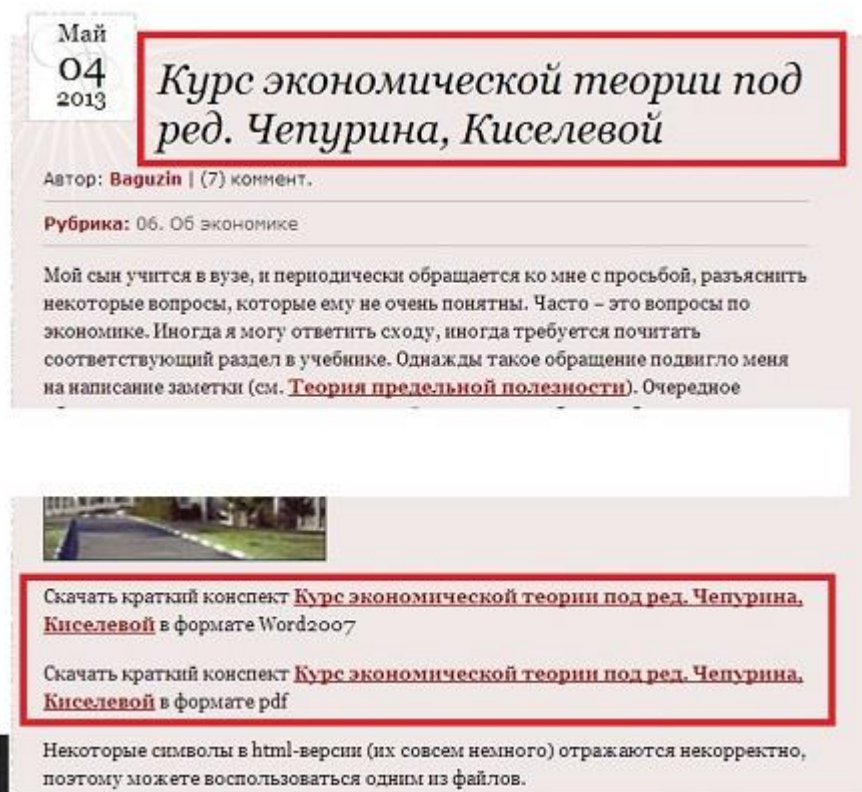 Май
04
2013
Курс экономической теории под
ред. Чепурина, Киселевой
Автор: Baguzin | (7) коммент.
Рубрика: 06. Об экономике
Мой сын учится в вузе, и периодически обращается ко мне с просьбой, разъяснить
некоторые вопросы, которые ему не очень понятны. Часто – это вопросы по
экономике. Иногда я могу ответить сходу, иногда требуется почитать
соответствующий раздел в учебнике. Однажды такое обращение подвигло меня
на написание заметки (см. Теория предельной полезности). Очередное
Скачать краткий конспект Курс экономической теории под ред. Чепурина,
Киселевой в формате Word2007
Скачать краткий конспект Курс экономической теории под ред. Чепурина,
Киселевой в формате pdf
Некоторые символы в html-версии (их совсем немного) отражаются некорректно,
поэтому можете воспользоваться одним из файлов.